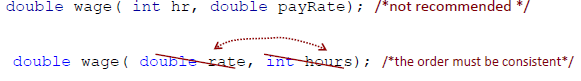 double wage( int hr, double payRate); /*not recommended */
double wage( double rate, int hours); /*the order must be consistent*/